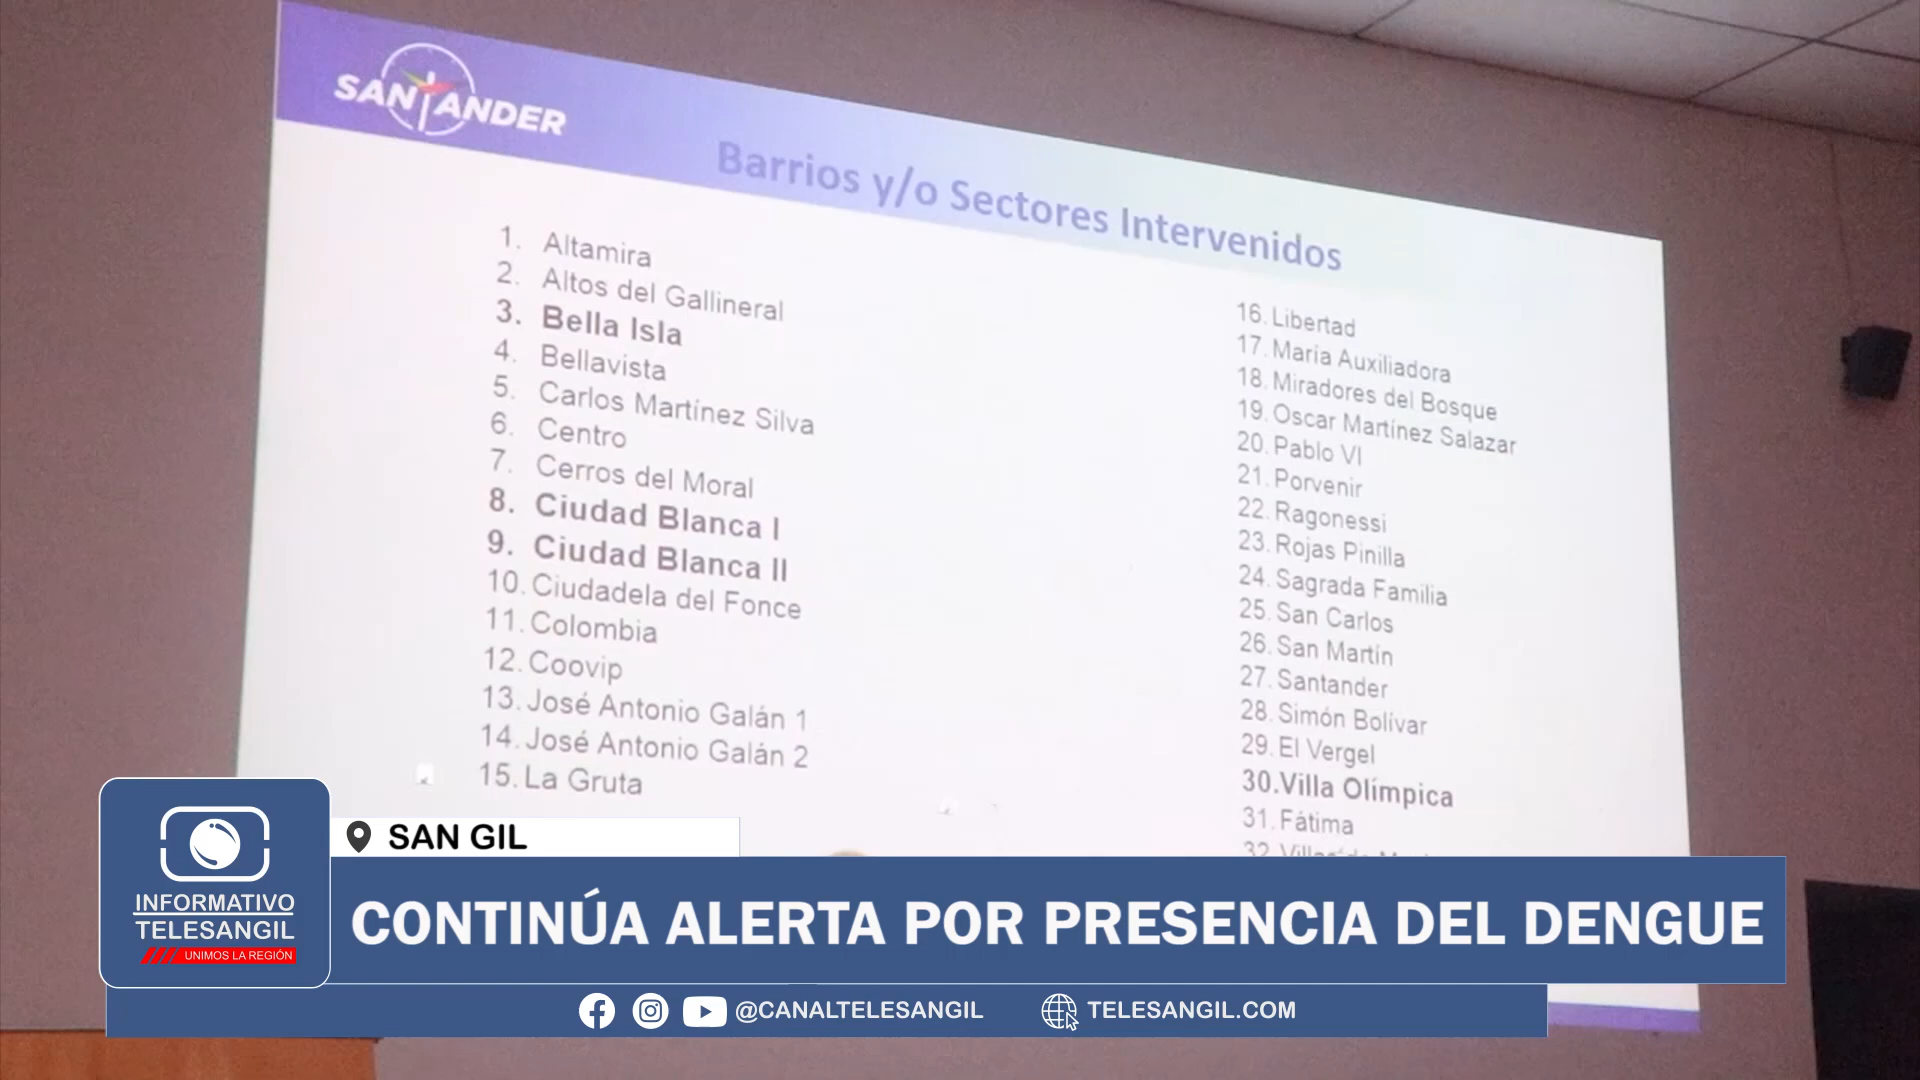 SANTANDER
Barrios y/o Sectores Intervenidos
1. Altamira
2. Altos del Gallineral
3. Bella Isla
4. Bellavista
5. Carlos Martínez Silva
6. Centro
7. Cerros del Moral
8. Ciudad Blanca I
9. Ciudad Blanca II
10. Ciudadela del Fonce
11. Colombia
12. Coovip
13. José Antonio Galán 1
14. José Antonio Galán 2
15. La Gruta
16. Libertad
17. María Auxiliadora
18. Miradores del Bosque
19. Oscar Martínez Salazar
20. Pablo VI
21. Porvenir
22. Ragonessi
23. Rojas Pinilla
24. Sagrada Familia
25. San Carlos
26. San Martín
27. Santander
28. Simón Bolívar
29. El Vergel
30. Villa Olímpica
31. Fátima
32.
SAN GIL
INFORMATIVO
TELESANGIL
UNIMOS LA REGIÓN
CONTINÚA ALERTA POR PRESENCIA DEL DENGUE
@CANALTELESANGIL
TELESANGIL.COM